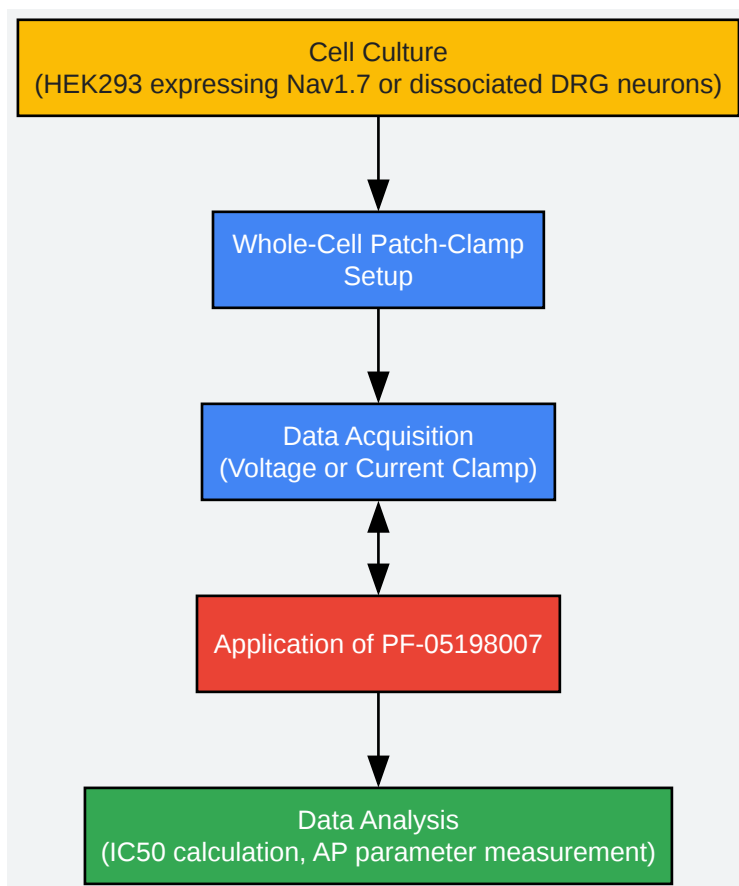 Cell Culture
(HEK293 expressing Nav1.7 or dissociated DRG neurons)
Whole-Cell Patch-Clamp
Setup
Data Acquisition
(Voltage or Current Clamp)
Application of PF-05198007
Data Analysis
(IC50 calculation, AP parameter measurement)